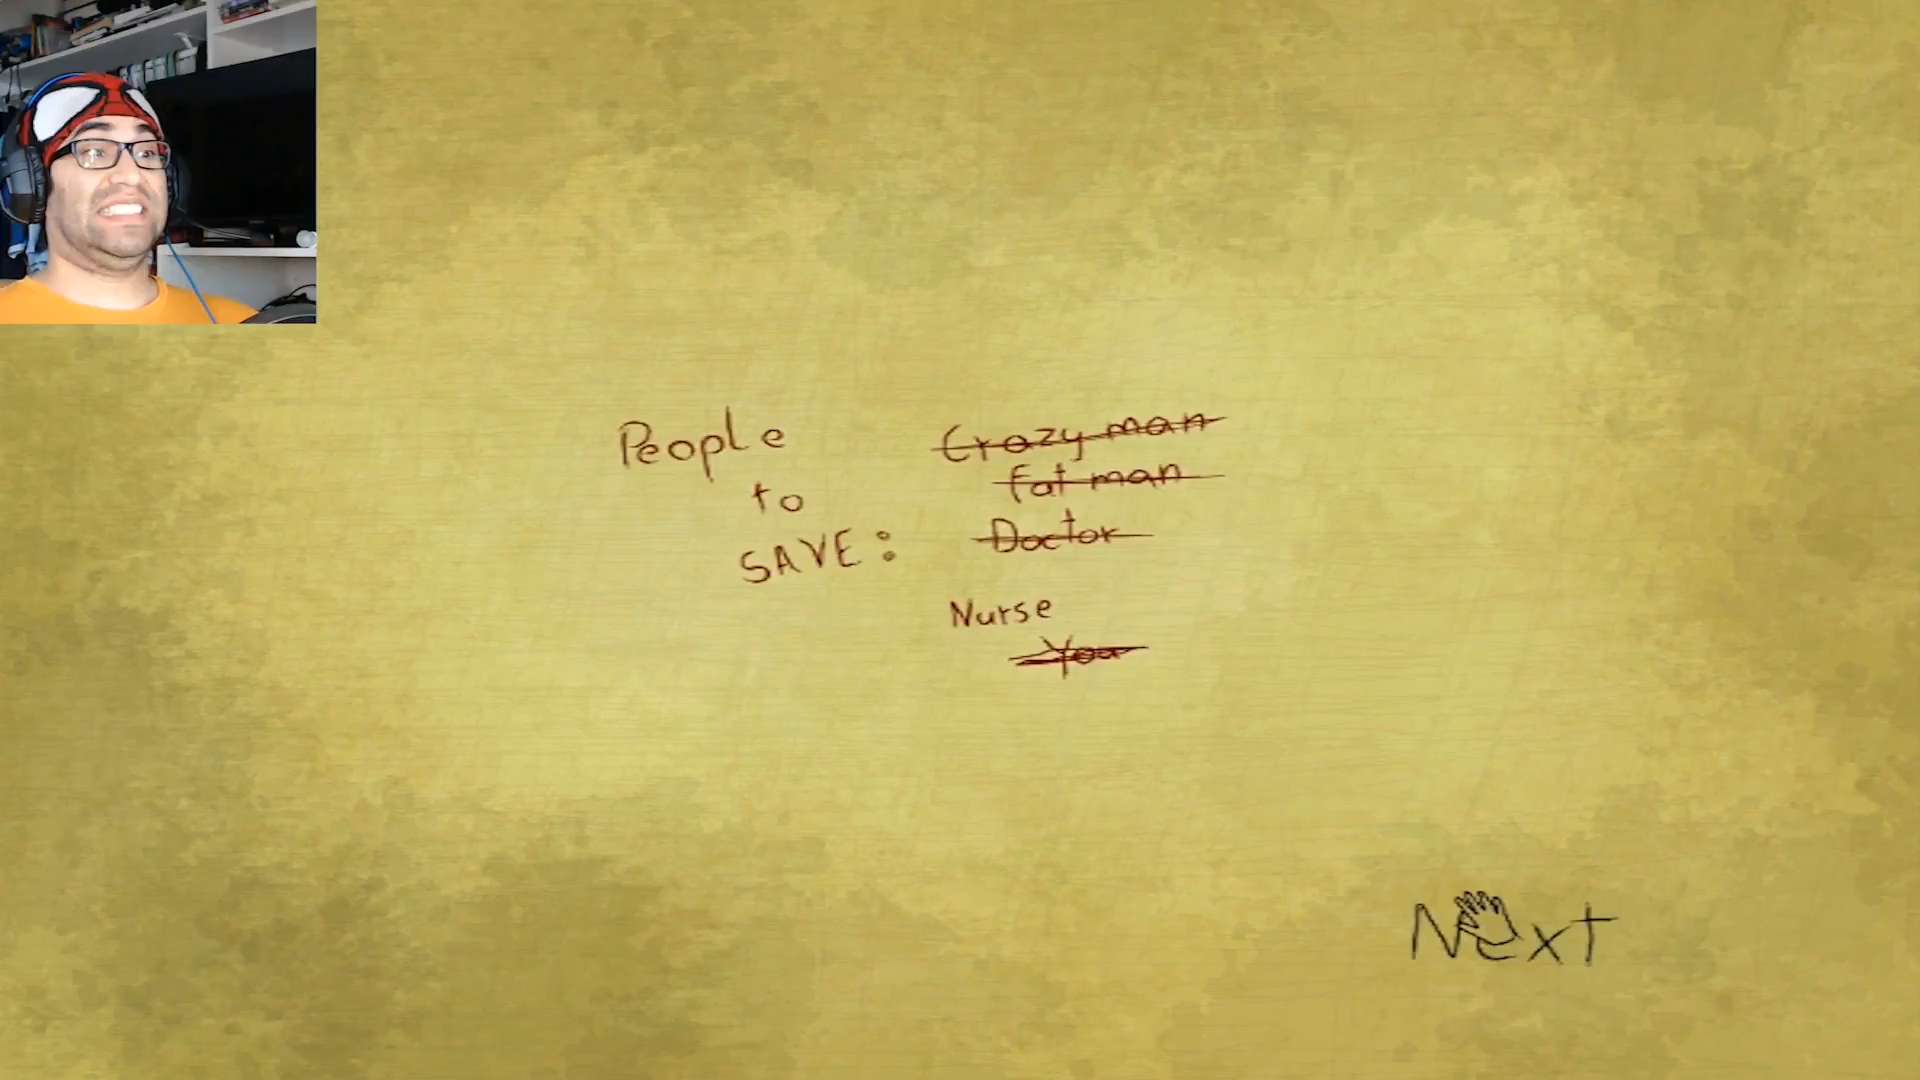 People
to
SAVE:
Crazy man
fat man
Doctor
Nurse
You
Next